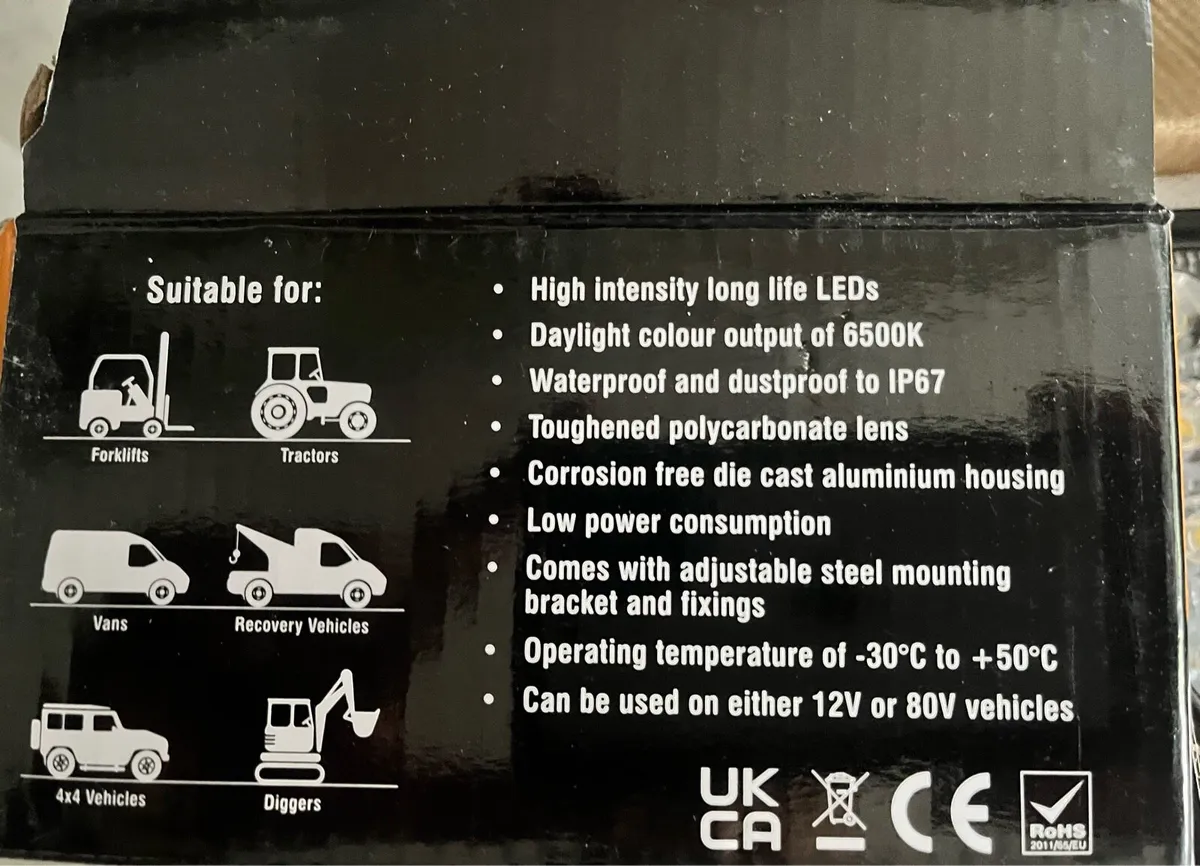 Suitable for:
Forklifts
Tractors
Vans
Recovery Vehicles
4x4 Vehicles
Diggers
• High intensity long life LEDs
• Daylight colour output of 6500K
• Waterproof and dustproof to IP67
• Toughened polycarbonate lens
• Corrosion free die cast aluminium housing
• Low power consumption
• Comes with adjustable steel mounting
bracket and fixings
• Operating temperature of -30°C to +50°C
• Can be used on either 12V or 80V vehicles
UK
CA
CE
RoHS
2011/65/EU